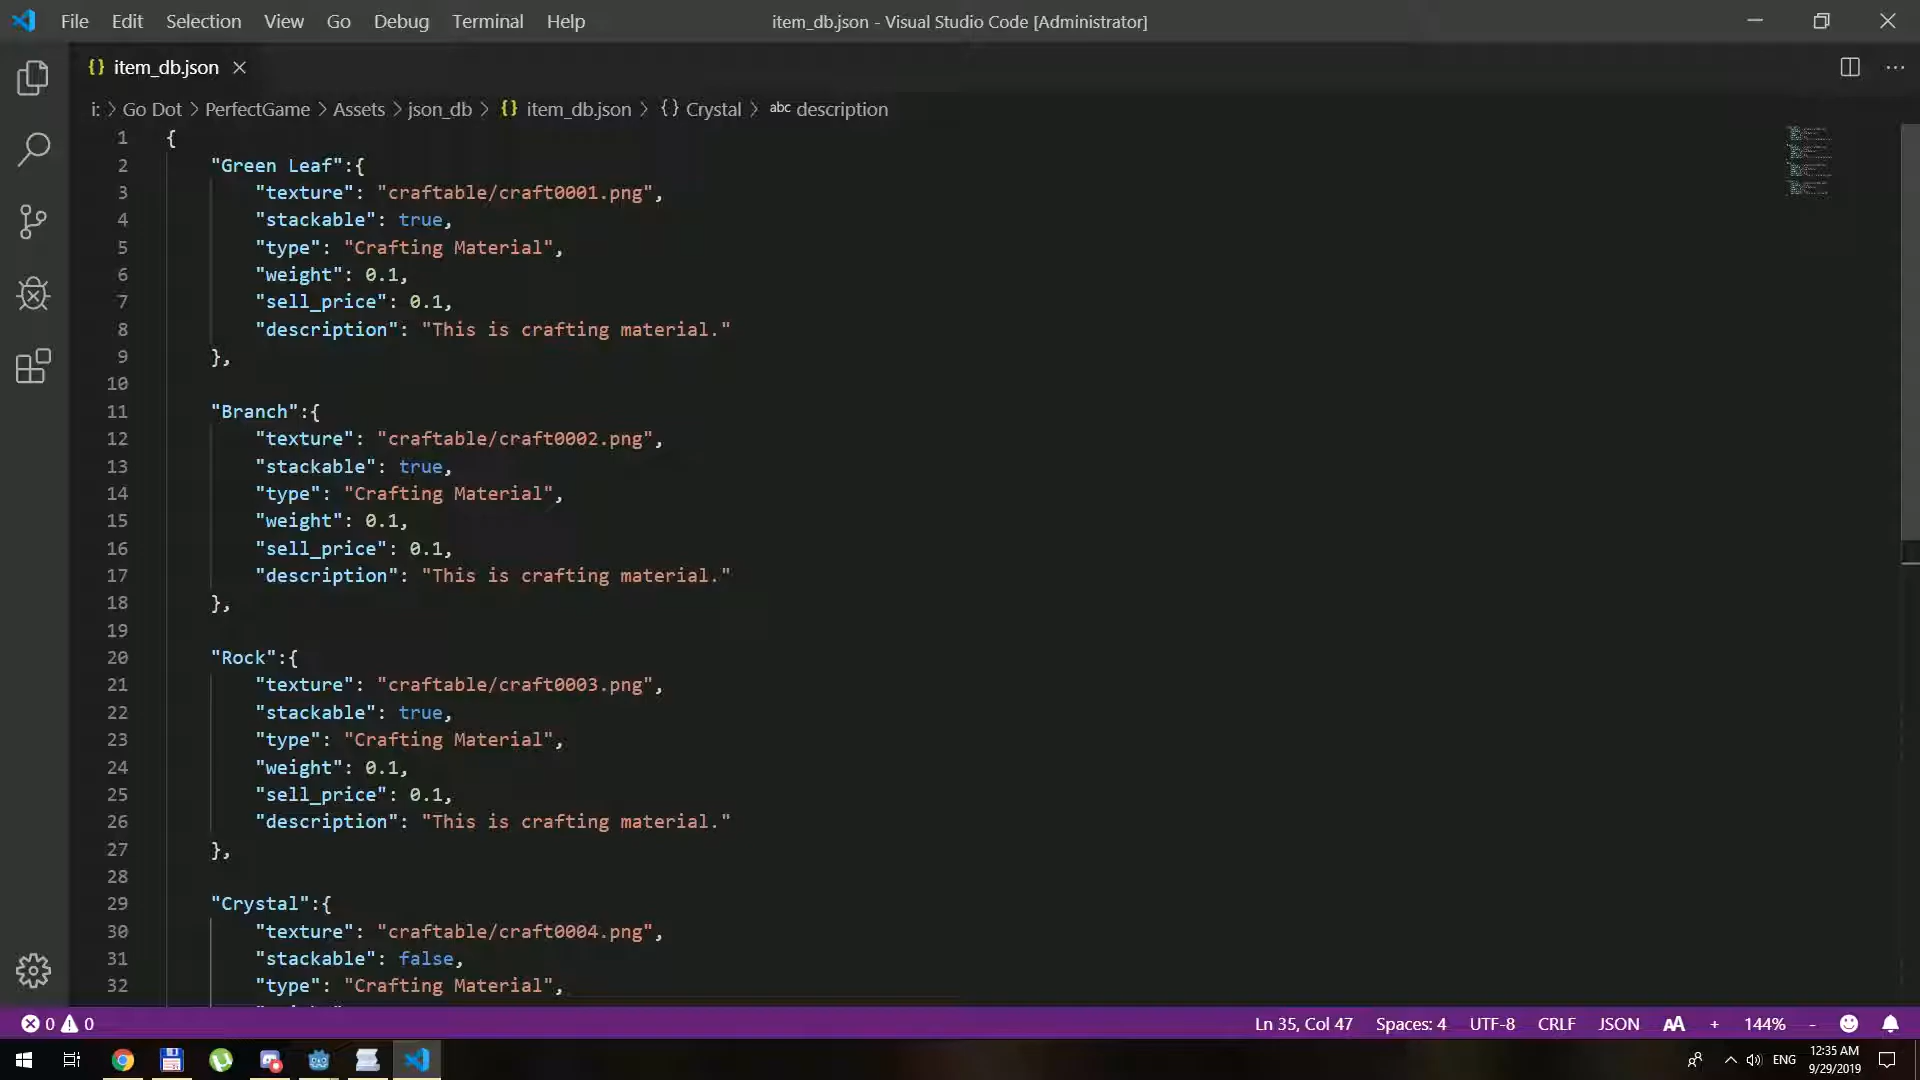 File Edit Selection View Go Debug Terminal Help item_db.json - Visual Studio Code [Administrator]
{} item_db.json
i: > Go Dot > PerfectGame > Assets > json_db > {} item_db.json > {} Crystal > abc description
1 {
2 "Green Leaf":{
3 "texture": "craftable/craft0001.png",
4 "stackable": true,
5 "type": "Crafting Material",
6 "weight": 0.1,
7 "sell_price": 0.1,
8 "description": "This is crafting material."
9 },
10
11 "Branch":{
12 "texture": "craftable/craft0002.png",
13 "stackable": true,
14 "type": "Crafting Material",
15 "weight": 0.1,
16 "sell_price": 0.1,
17 "description": "This is crafting material."
18 },
19
20 "Rock":{
21 "texture": "craftable/craft0003.png",
22 "stackable": true,
23 "type": "Crafting Material",
24 "weight": 0.1,
25 "sell_price": 0.1,
26 "description": "This is crafting material."
27 },
28
29 "Crystal":{
30 "texture": "craftable/craft0004.png",
31 "stackable": false,
32 "type": "Crafting Material",
0 0 Ln 35, Col 47 Spaces: 4 UTF-8 CRLF JSON AA + 144% -
ENG 12:35 AM
9/29/2019